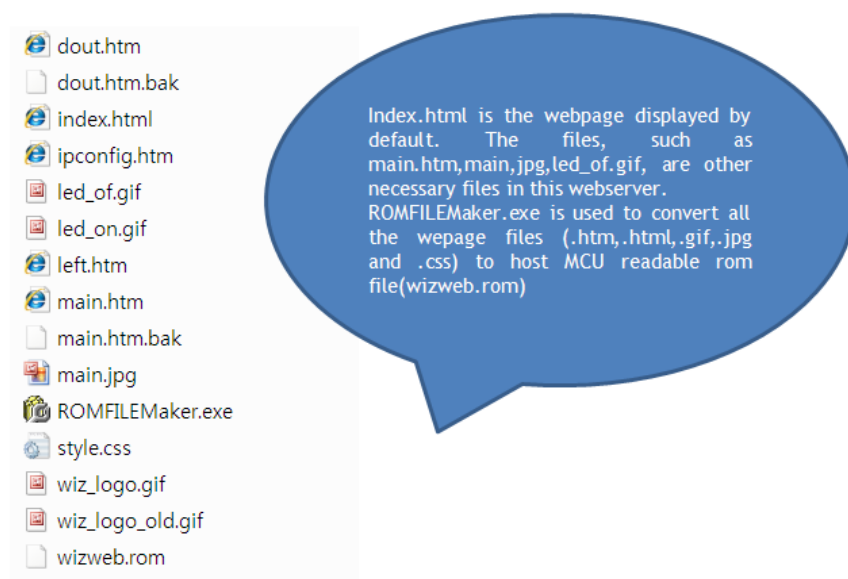 dout.htm
dout.htm.bak
index.html
ipconfig.htm
led_of.gif
led_on.gif
left.htm
main.htm
main.htm.bak
main.jpg
ROMFILEMaker.exe
style.css
wiz_logo.gif
wiz_logo_old.gif
wizweb.rom
Index.html is the webpage displayed by
default. The files, such as
main.htm,main,jpg,led_of.gif, are other
necessary files in this webserver.
ROMFILEMaker.exe is used to convert all
the wepage files (.htm,.html,.gif,.jpg
and .css) to host MCU readable rom
file(wizweb.rom)